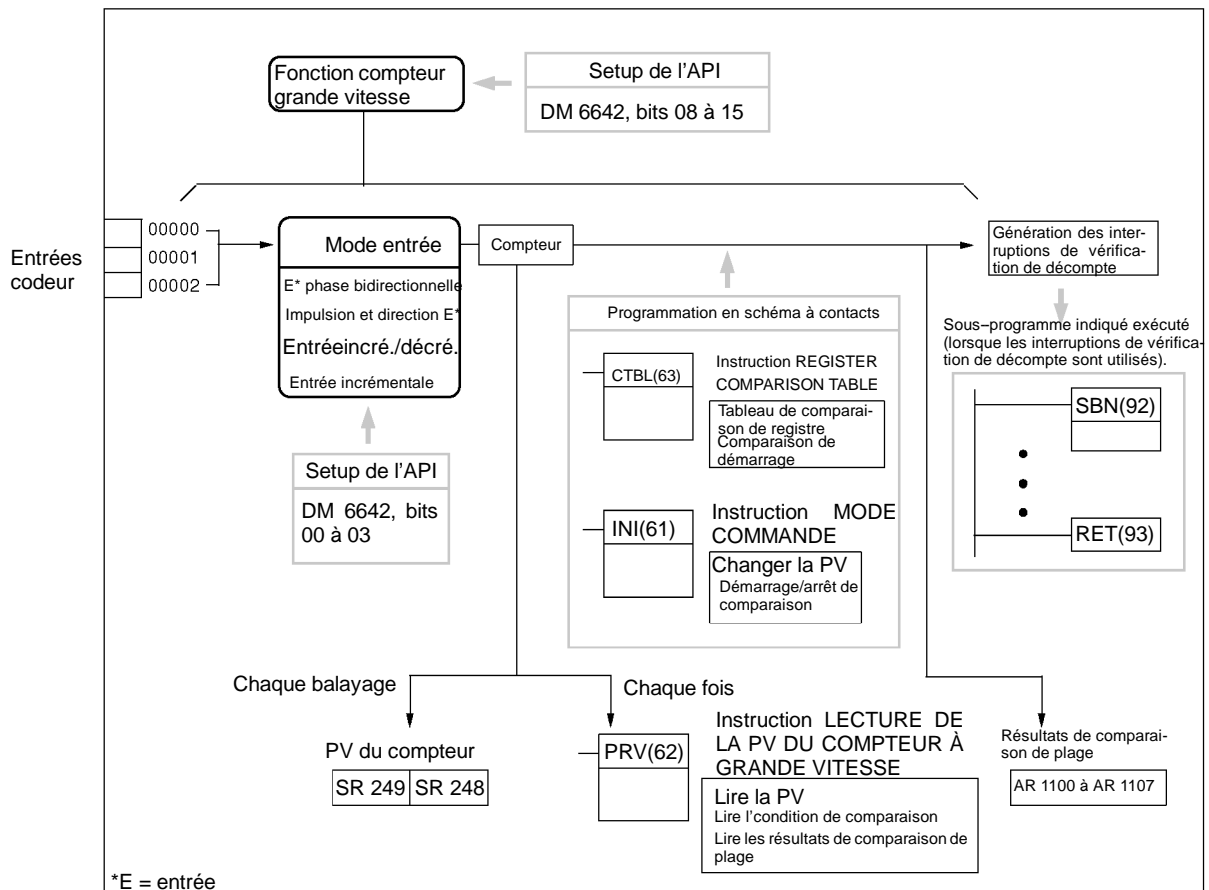 Fonction compteur
grande vitesse
Setup de l'API
DM 6642, bits 08 à 15
Entrées
codeur
00000
00001
00002
Mode entrée
E* phase bidirectionnelle
Impulsion et direction E*
Entréeincré./décré.
Entrée incrémentale
Compteur
Génération des inter-
ruptions de vérifica-
tion de décompte
Setup de l'API
DM 6642, bits
00 à 03
Programmation en schéma à contacts
CTBL(63)
Instruction REGISTER
COMPARISON TABLE
Tableau de comparai-
son de registre
Comparaison de
démarrage
INI(61)
Instruction MODE
COMMANDE
Changer la PV
Démarrage/arrêt de
comparaison
Sous–programme indiqué exécuté
(lorsque les interruptions de vérifica-
tion de décompte sont utilisés).
SBN(92)
RET(93)
Chaque balayage
PV du compteur
SR 249 SR 248
Chaque fois
PRV(62)
Instruction LECTURE DE
LA PV DU COMPTEUR À
GRANDE VITESSE
Lire la PV
Lire l'condition de comparaison
Lire les résultats de comparaison de
plage
Résultats de comparai-
son de plage
AR 1100 à AR 1107
*E = entrée